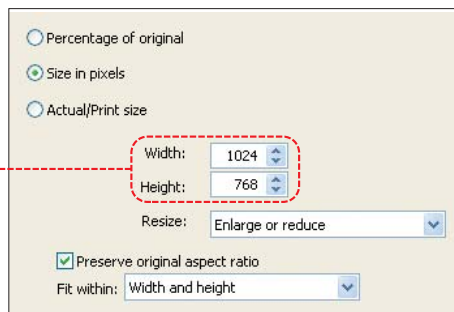 Percentage of original
Size in pixels
Actual/Print size
Width: 1024
Height: 768
Resize: Enlarge or reduce
Preserve original aspect ratio
Fit within: Width and height